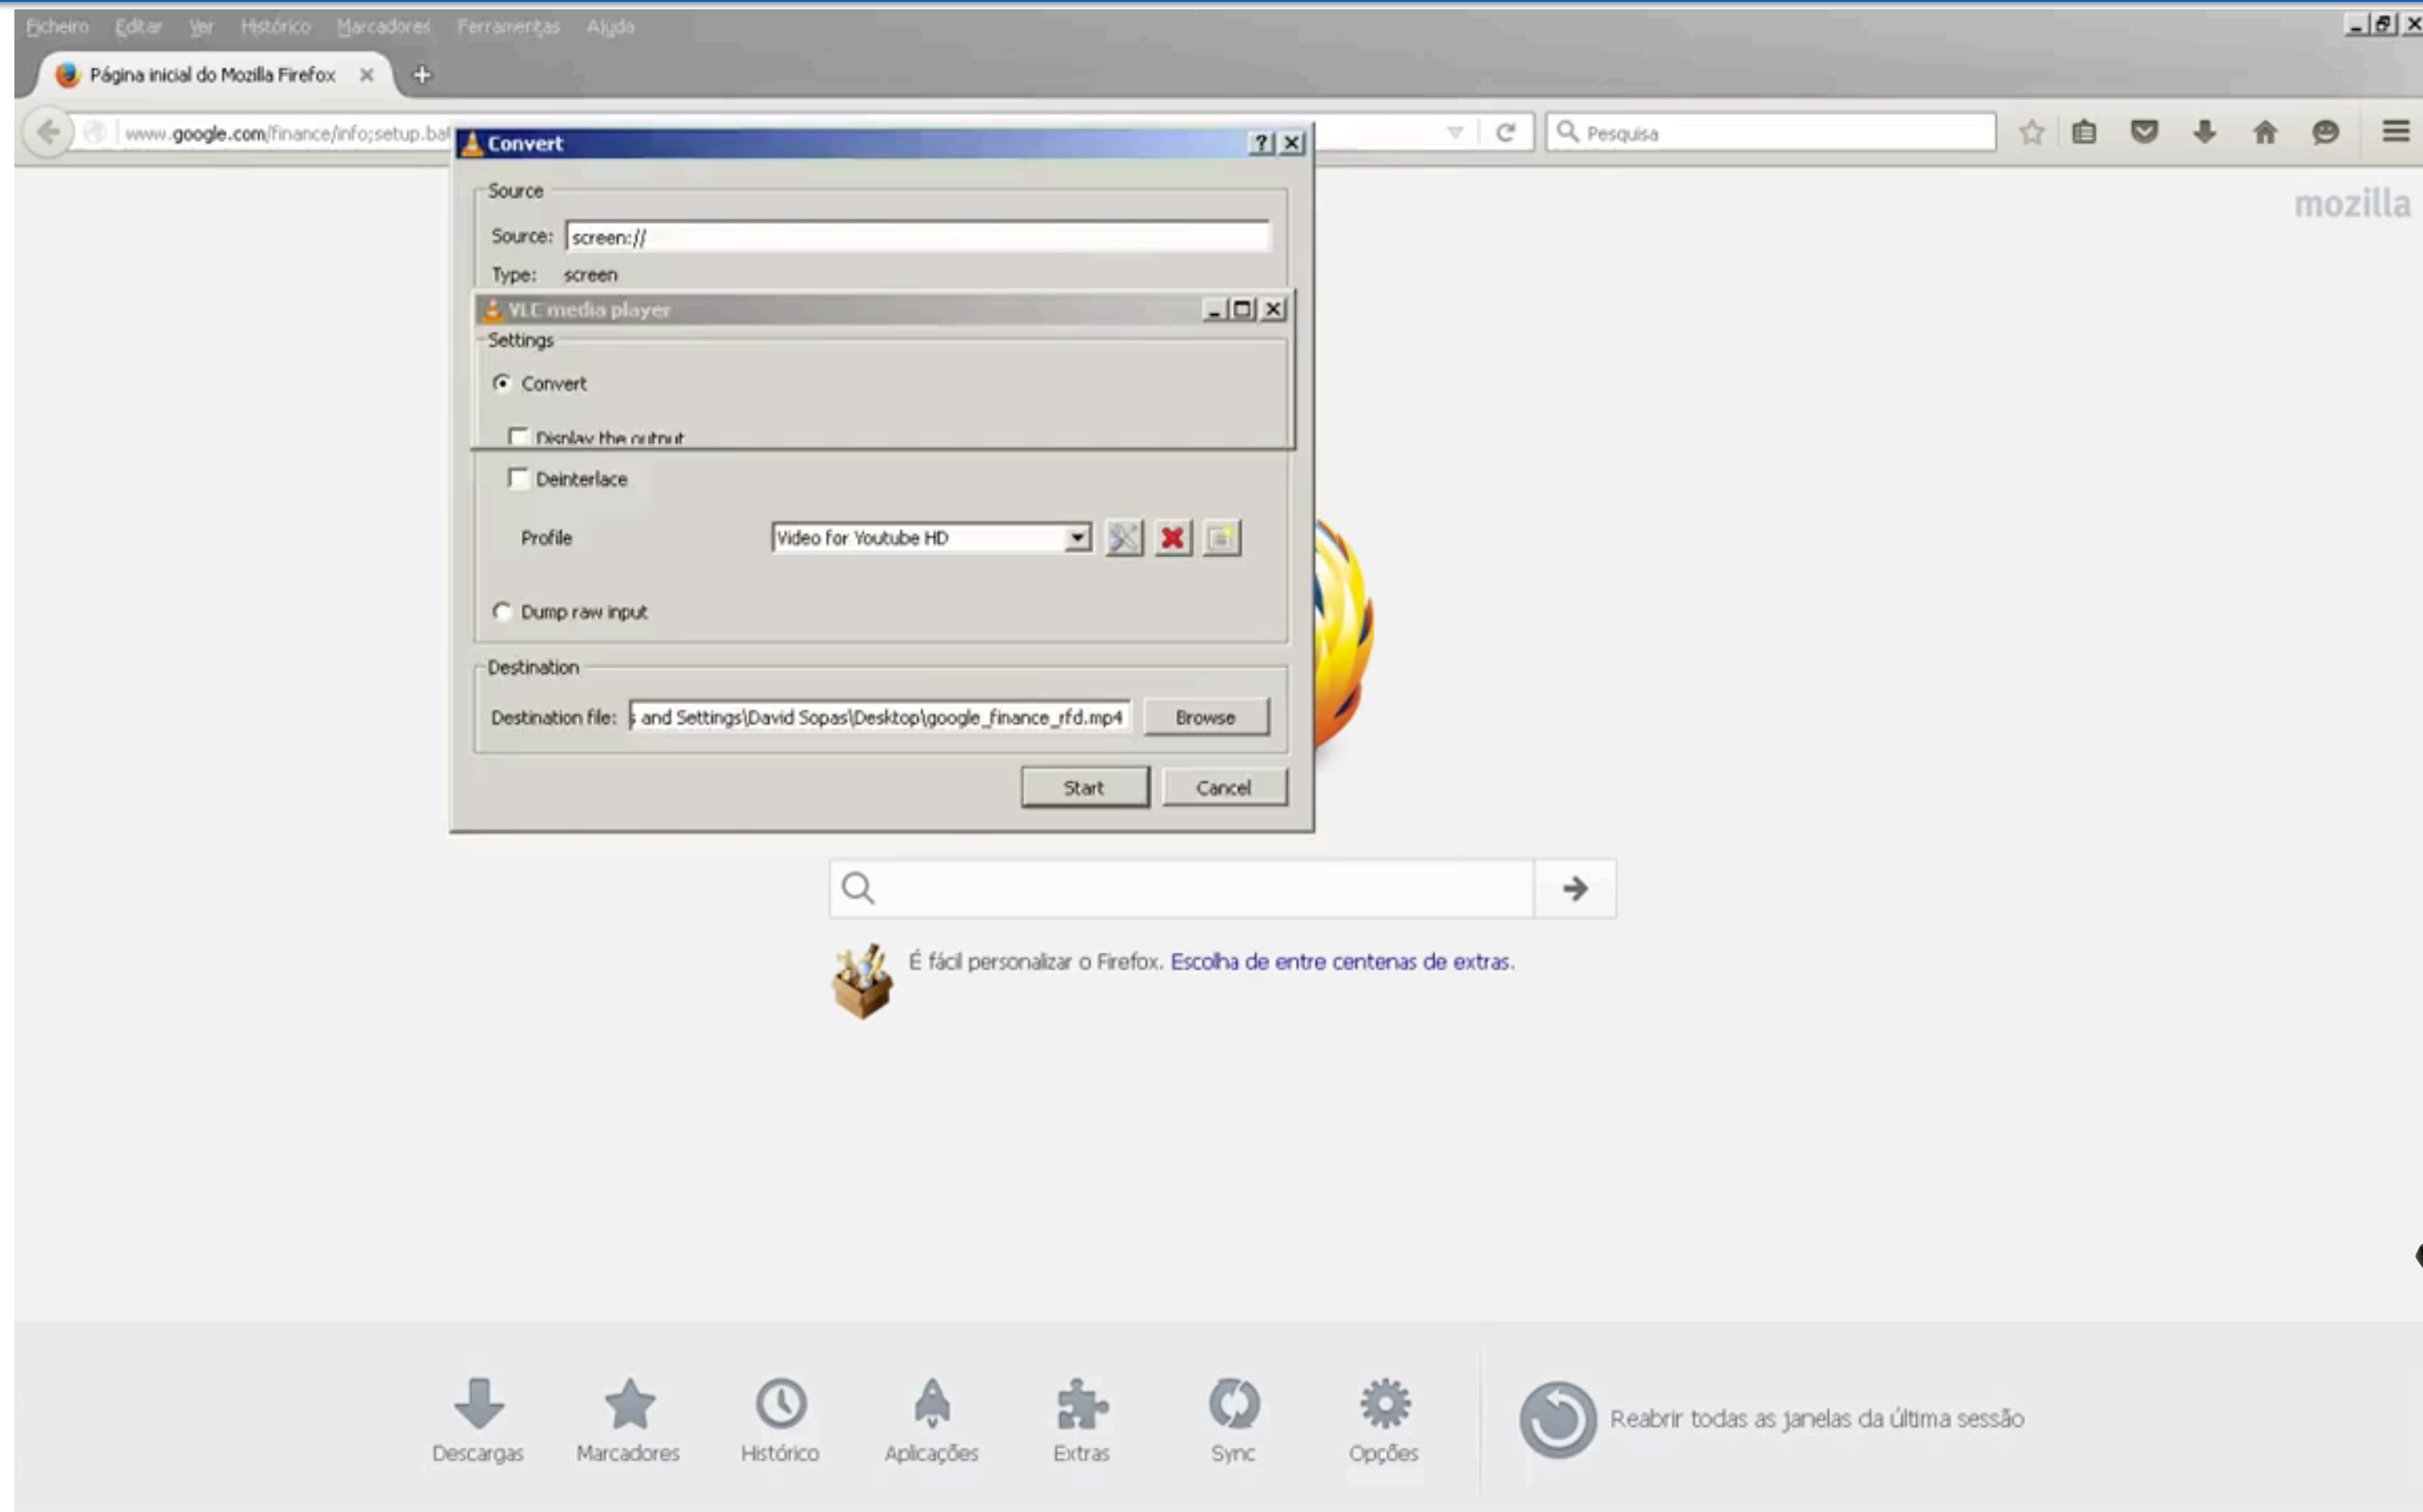 Ficheiro Editar Ver Histórico Marcadores Ferramentas Ajuda
Página inicial do Mozilla Firefox
www.google.com/finance/info;setup.bat
Pesquisa
mozilla
Convert
Source
Source: screen://
Type: screen
VLC media player
Settings
Convert
Display the output
Deinterlace
Profile Video for Youtube HD
Dump raw input
Destination
Destination file: s and Settings\David Sopas\Desktop\google_finance_rfd.mp4 Browse
Start Cancel
É fácil personalizar o Firefox. Escolha de entre centenas de extras.
Descargas Marcadores Histórico Aplicações Extras Sync Opções Reabrir todas as janelas da última sessão